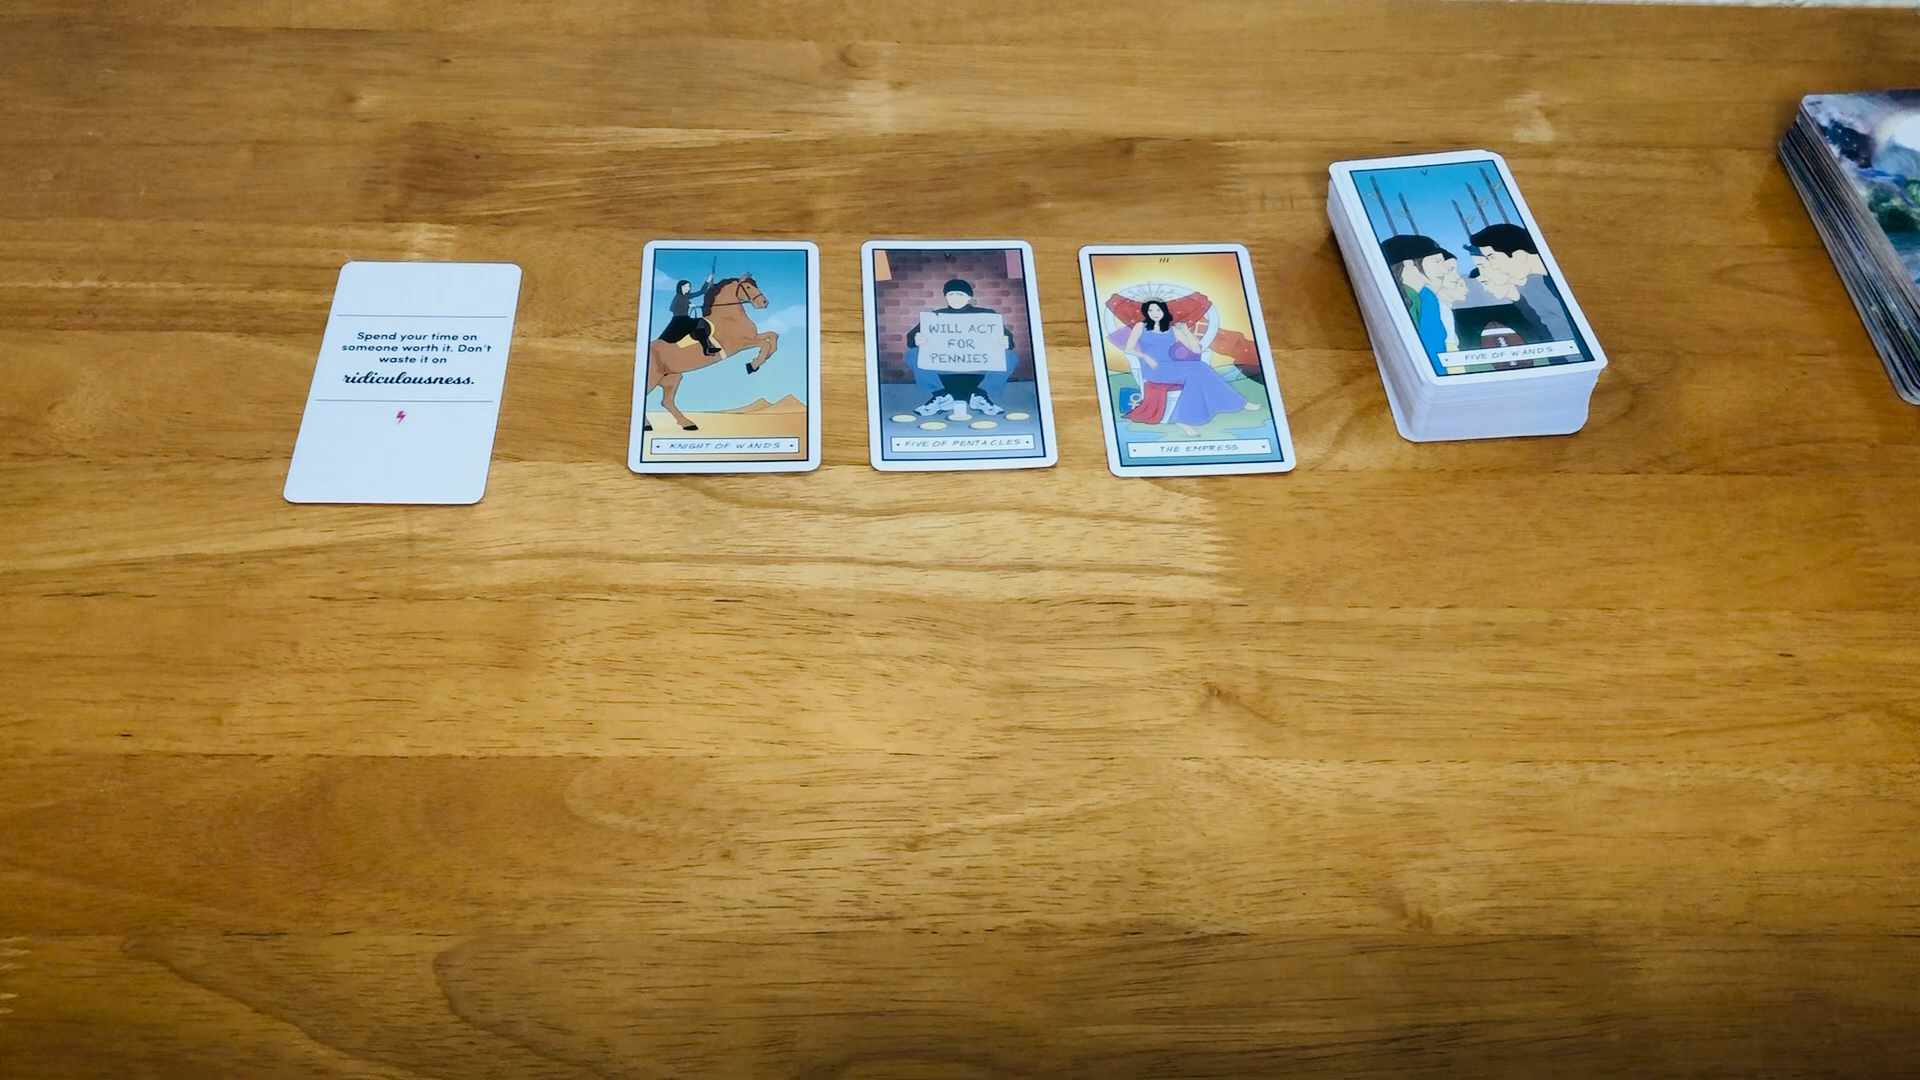 Spend your time on
someone worth it. Don't
waste it on
ridiculousness.
KNIGHT OF WANDS
V
WILL ACT
FOR
PENNIES
FIVE OF PENTACLES
III
THE EMPRESS
V
FIVE OF WANDS